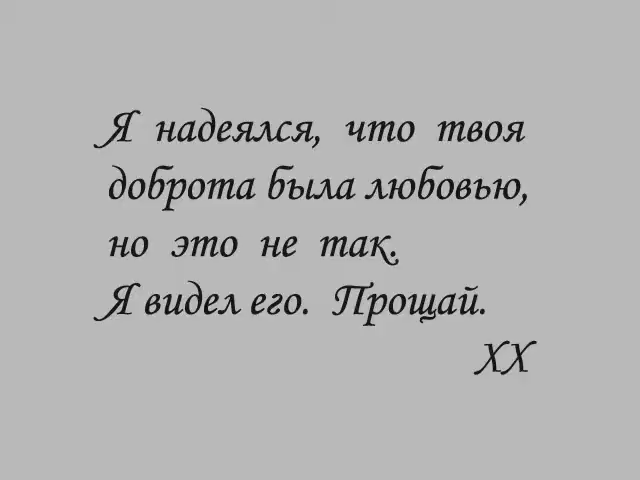 Я надеялся, что твоя
доброта была любовью,
но это не так.
Я видел его. Прощай.
XX